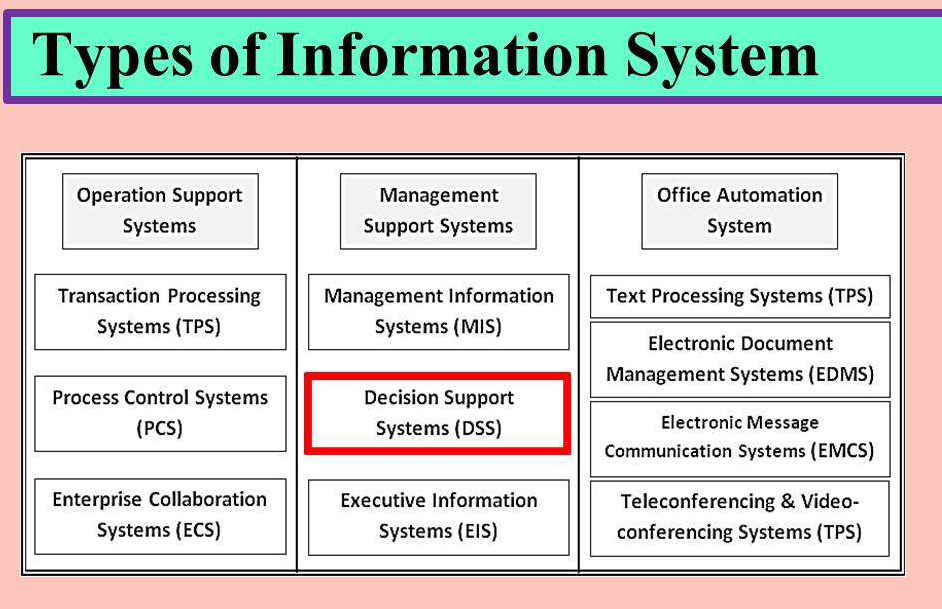 Types of Information System
Operation Support
Systems
Transaction Processing
Systems (TPS)
Process Control Systems
(PCS)
Enterprise Collaboration
Systems (ECS)
Management
Support Systems
Management Information
Systems (MIS)
Decision Support
Systems (DSS)
Executive Information
Systems (EIS)
Office Automation
System
Text Processing Systems (TPS)
Electronic Document
Management Systems (EDMS)
Electronic Message
Communication Systems (EMCS)
Teleconferencing & Video-
conferencing Systems (TPS)